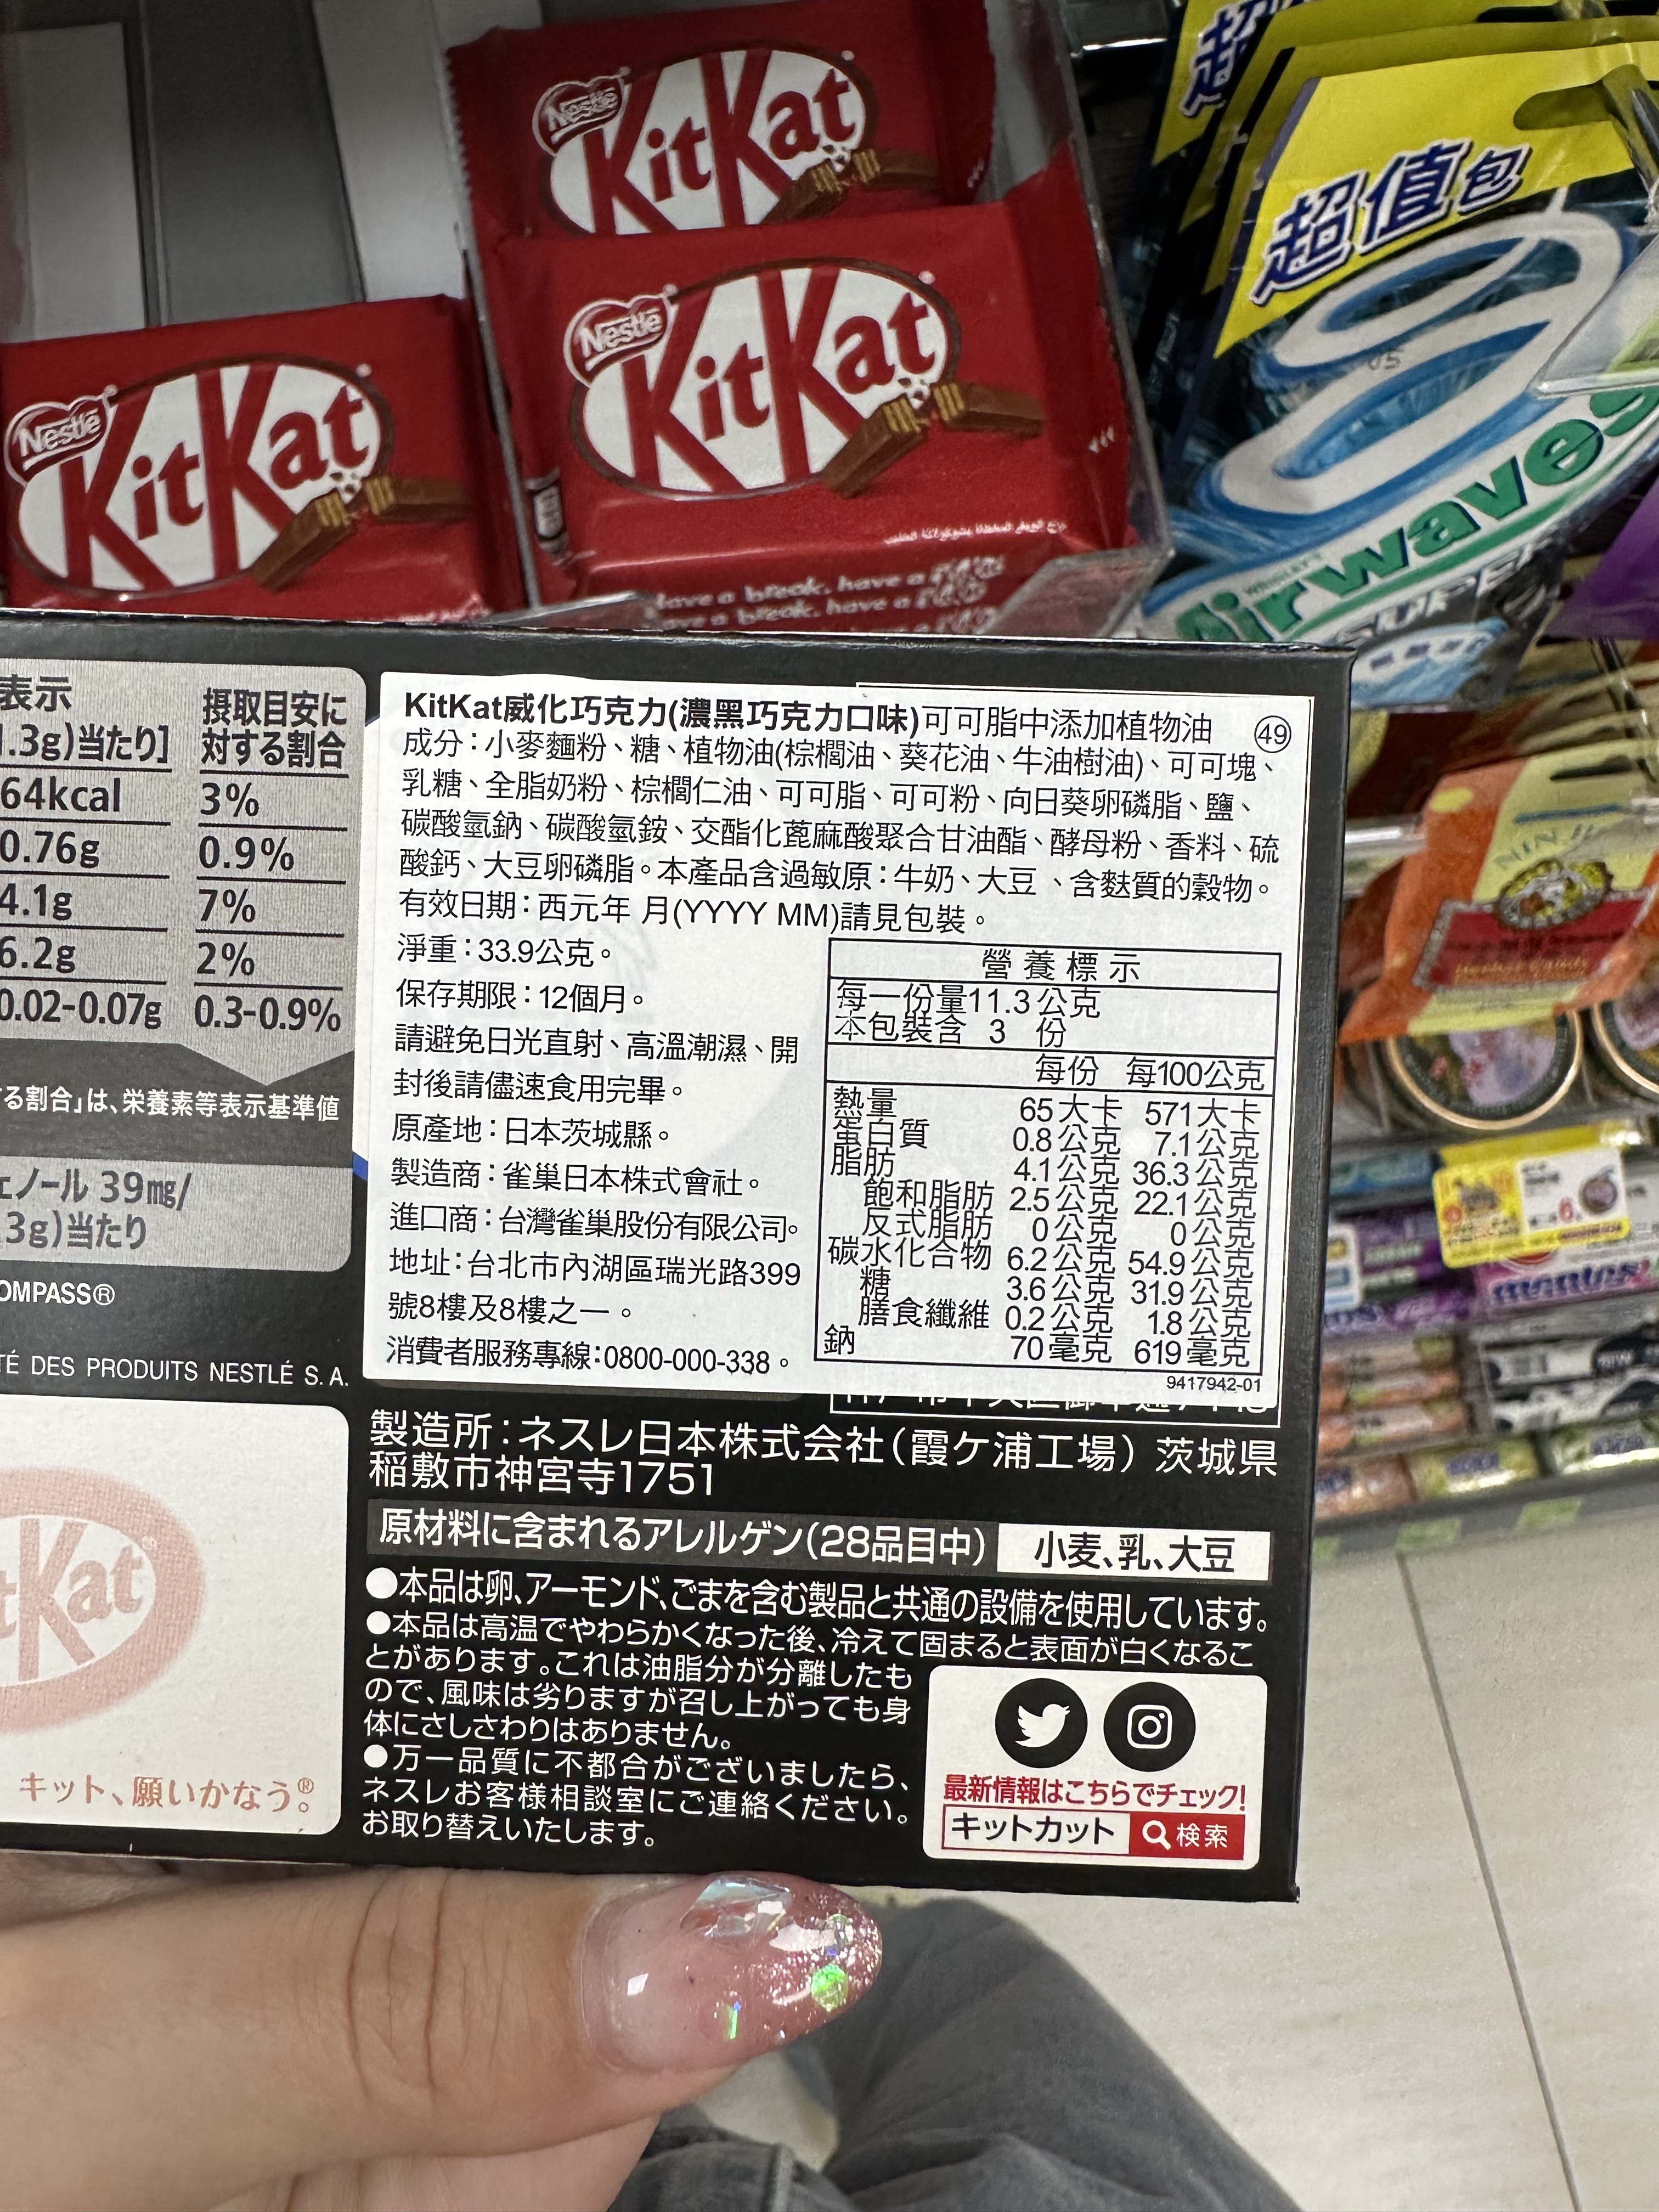 Nestlé
KitKat
Nestlé
KitKat
Nestlé
KitKat
Have a break, have a
超值包
Airwaves
SUPER
表示
1.3g)当たり]
摂取目安に
対する割合
64kcal 3%
0.76g 0.9%
4.1g 7%
6.2g 2%
0.02-0.07g 0.3-0.9%
する割合」は、栄養素等表示基準値
ェノール 39mg/
3g)当たり
OMPASS®
TÉ DES PRODUITS NESTLÉ S.A.
tKat
キット、願いかなう®。
KitKat威化巧克力(濃黑巧克力口味)可可脂中添加植物油 49
成分:小麥麵粉、糖、植物油(棕櫚油、葵花油、牛油樹油)、可可塊、
乳糖、全脂奶粉、棕櫚仁油、可可脂、可可粉、向日葵卵磷脂、鹽、
碳酸氫鈉、碳酸氫銨、交酯化蓖麻酸聚合甘油酯、酵母粉、香料、硫
酸鈣、大豆卵磷脂。本產品含過敏原:牛奶、大豆、含麩質的穀物。
有效日期:西元年 月(YYYY MM)請見包裝。
淨重:33.9公克。
保存期限:12個月。
請避免日光直射、高溫潮濕、開
封後請儘速食用完畢。
原產地:日本茨城縣。
製造商:雀巢日本株式會社。
進口商:台灣雀巢股份有限公司。
地址:台北市內湖區瑞光路399
號8樓及8樓之一。
消費者服務專線:0800-000-338。
營養標示
每一份量11.3公克
本包裝含 3 份
每份 每100公克
熱量 65大卡 571大卡
蛋白質 0.8公克 7.1公克
脂肪 4.1公克 36.3公克
飽和脂肪 2.5公克 22.1公克
反式脂肪 0公克 0公克
碳水化合物 6.2公克 54.9公克
糖 3.6公克 31.9公克
膳食纖維 0.2公克 1.8公克
鈉 70毫克 619毫克
9417942-01
製造所:ネスレ日本株式会社(霞ケ浦工場) 茨城県
稲敷市神宮寺1751
原材料に含まれるアレルゲン(28品目中) 小麦、乳、大豆
●本品は卵、アーモンド、ごまを含む製品と共通の設備を使用しています。
●本品は高温でやわらかくなった後、冷えて固まると表面が白くなるこ
とがあります。これは油脂分が分離したも
ので、風味は劣りますが召し上がっても身
体にさしさわりはありません。
●万一品質に不都合がございましたら、
ネスレお客様相談室にご連絡ください。
お取り替えいたします。
最新情報はこちらでチェック!
キットカット 検索
mentos